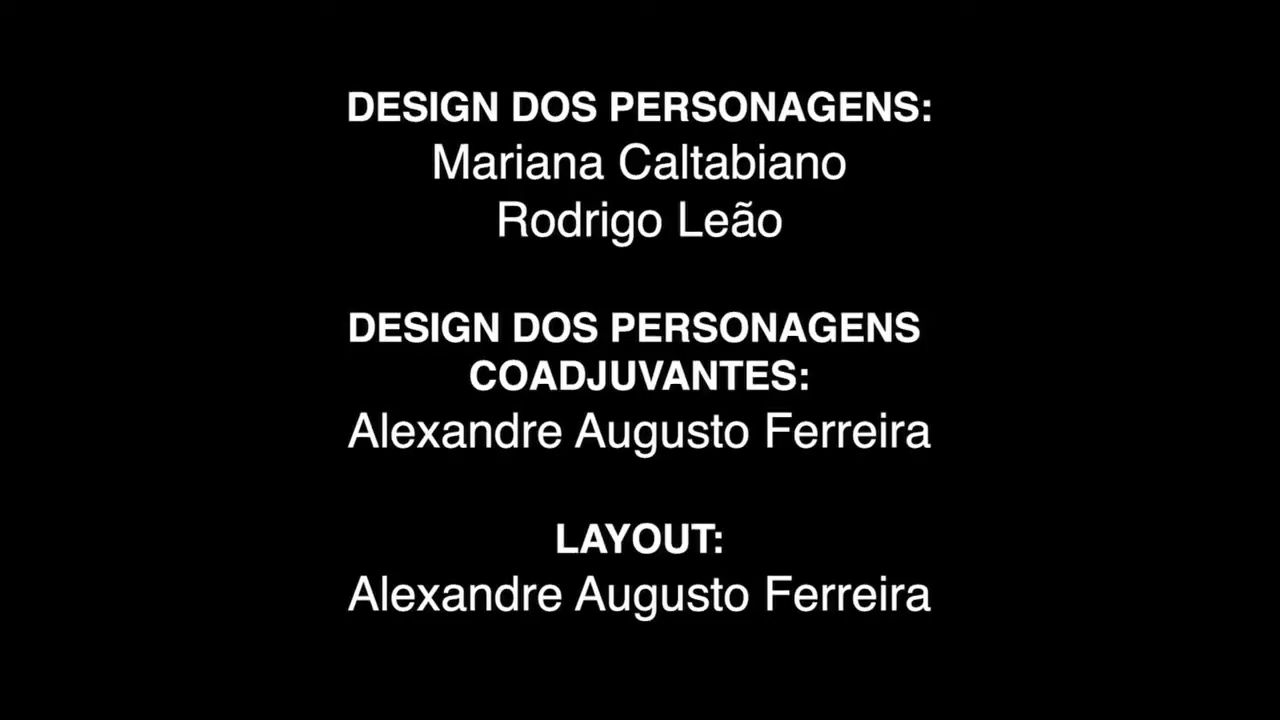 DESIGN DOS PERSONAGENS:
Mariana Caltabiano
Rodrigo Leão
DESIGN DOS PERSONAGENS
COADJUVANTES:
Alexandre Augusto Ferreira
LAYOUT:
Alexandre Augusto Ferreira